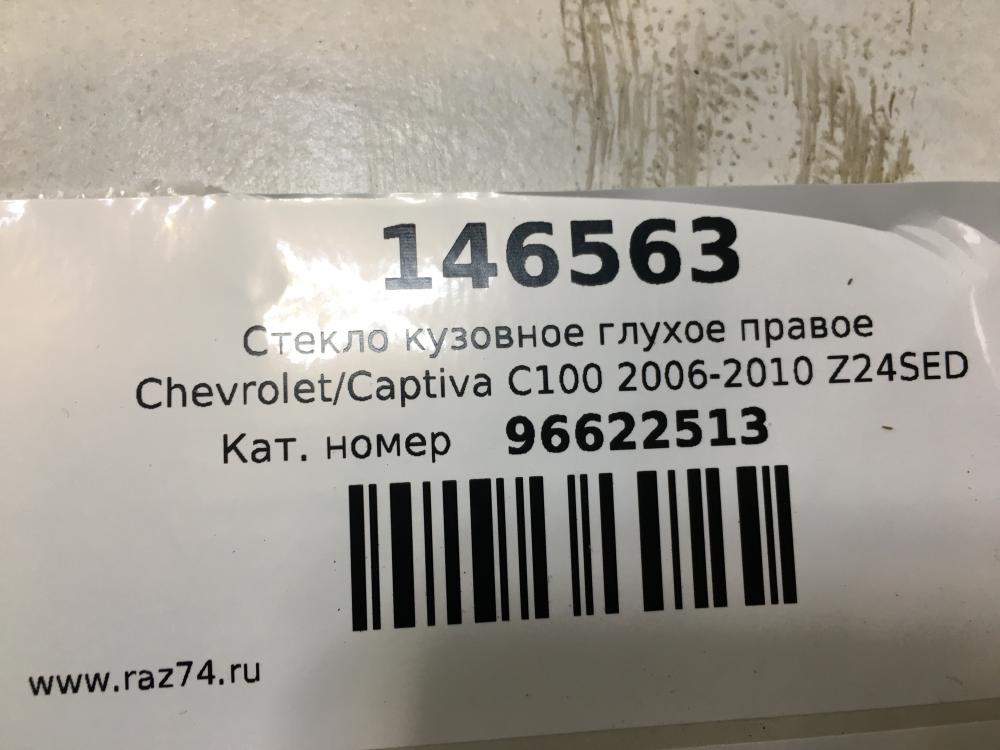 146563
Стекло кузовное глухое правое
Chevrolet/Captiva C100 2006-2010 Z24SED
Кат. номер 96622513
www.raz74.ru